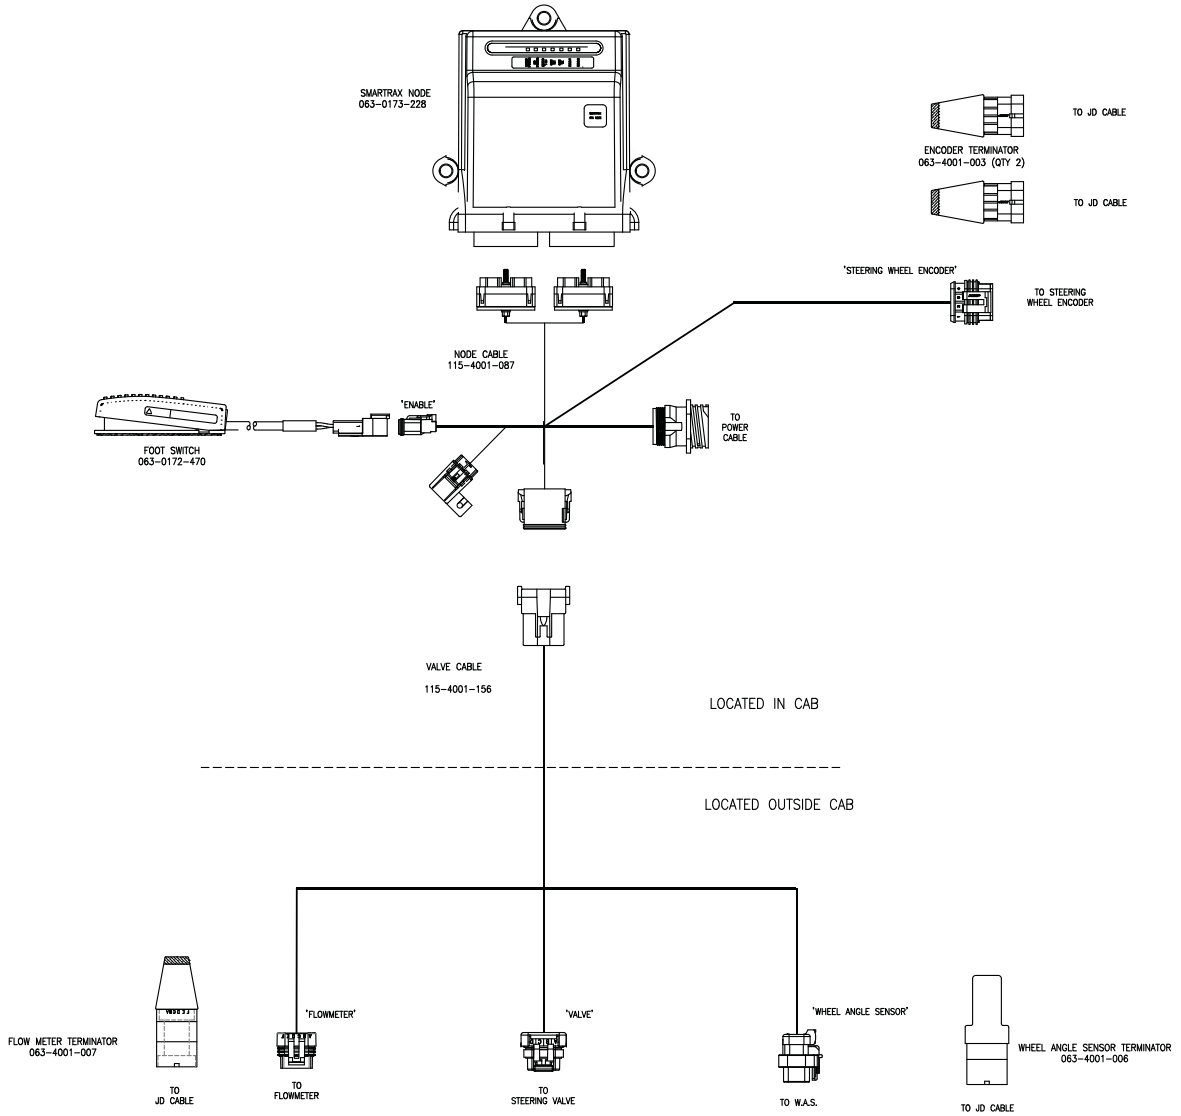 SMARTRAX NODE
063-0173-228
TO JD CABLE
ENCODER TERMINATOR
063-4001-003 (QTY 2)
TO JD CABLE
'STEERING WHEEL ENCODER'
TO STEERING
WHEEL ENCODER
NODE CABLE
115-4001-087
'ENABLE'
TO
POWER
CABLE
FOOT SWITCH
063-0172-470
VALVE CABLE
115-4001-156
LOCATED IN CAB
LOCATED OUTSIDE CAB
'FLOWMETER'
'VALVE'
'WHEEL ANGLE SENSOR'
FLOW METER TERMINATOR
063-4001-007
WHEEL ANGLE SENSOR TERMINATOR
063-4001-006
TO
JD CABLE
TO
FLOWMETER
TO
STEERING VALVE
TO W.A.S.
TO JD CABLE